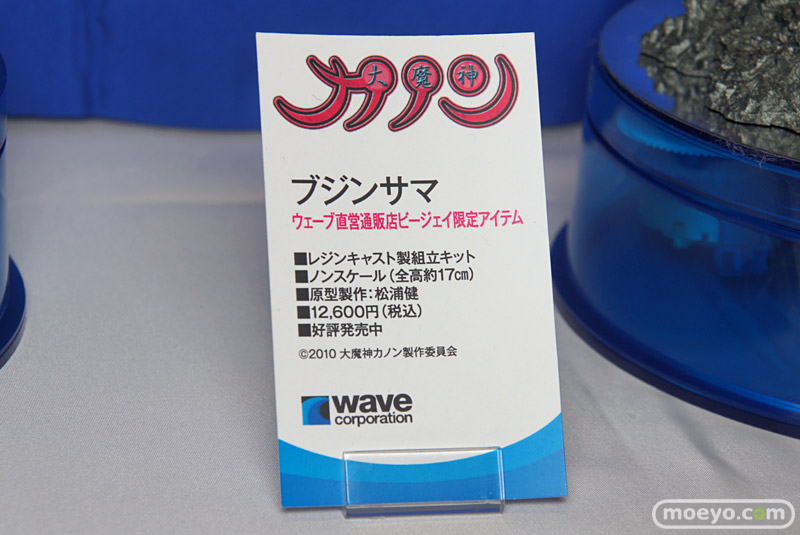 大魔神
カノン
ブジンサマ
ウェーブ直営通販店ビージェイ限定アイテム
■レジンキャスト製組立キット
■ノンスケール(全高約17㎝)
■原型製作:松浦健
■12,600円(税込)
■好評発売中
©2010 大魔神カノン製作委員会
wave
corporation
moeyo.com